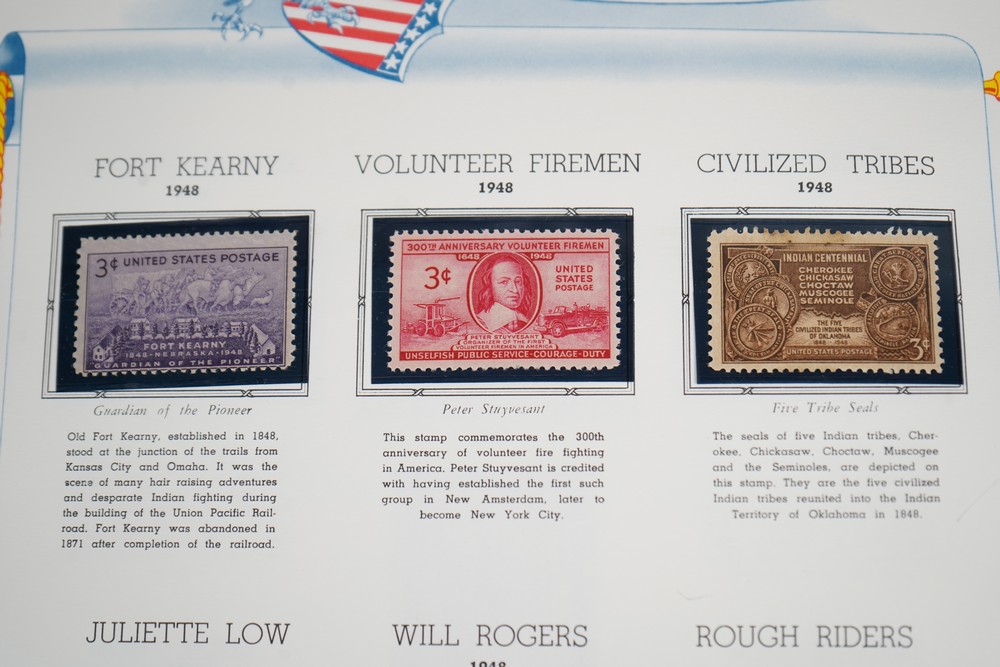 FORT KEARNY
1948
3¢ UNITED STATES POSTAGE
FORT KEARNY
1848-NEBRASKA-1948
GUARDIAN OF THE PIONEER
Guardian of the Pioneer
Old Fort Kearny, established in 1848,
stood at the junction of the trails from
Kansas City and Omaha. It was the
scene of many hair raising adventures
and desparate Indian fighting during
the building of the Union Pacific Rail-
road. Fort Kearny was abandoned in
1871 after completion of the railroad.
VOLUNTEER FIREMEN
1948
300TH ANNIVERSARY VOLUNTEER FIREMEN
1648 1948
3¢
UNITED
STATES
POSTAGE
PETER STUYVESANT
ORGANIZER OF THE FIRST
VOLUNTEER FIREMEN IN AMERICA
UNSELFISH PUBLIC SERVICE-COURAGE-DUTY
Peter Stuyvesant
This stamp commemorates the 300th
anniversary of volunteer fire fighting
in America. Peter Stuyvesant is credited
with having established the first such
group in New Amsterdam, later to
become New York City.
CIVILIZED TRIBES
1948
INDIAN CENTENNIAL
CHEROKEE
CHICKASAW
CHOCTAW
MUSCOGEE
SEMINOLE
THE FIVE
CIVILIZED INDIAN TRIBES
OF OKLAHOMA
1848 - 1948
UNITED STATES POSTAGE
3¢
Five Tribe Seals
The seals of five Indian tribes, Cher-
okee, Chickasaw, Choctaw, Muscogee
and the Seminoles, are depicted on
this stamp. They are the five civilized
Indian tribes reunited into the Indian
Territory of Oklahoma in 1848.
JULIETTE LOW
WILL ROGERS
1948
ROUGH RIDERS